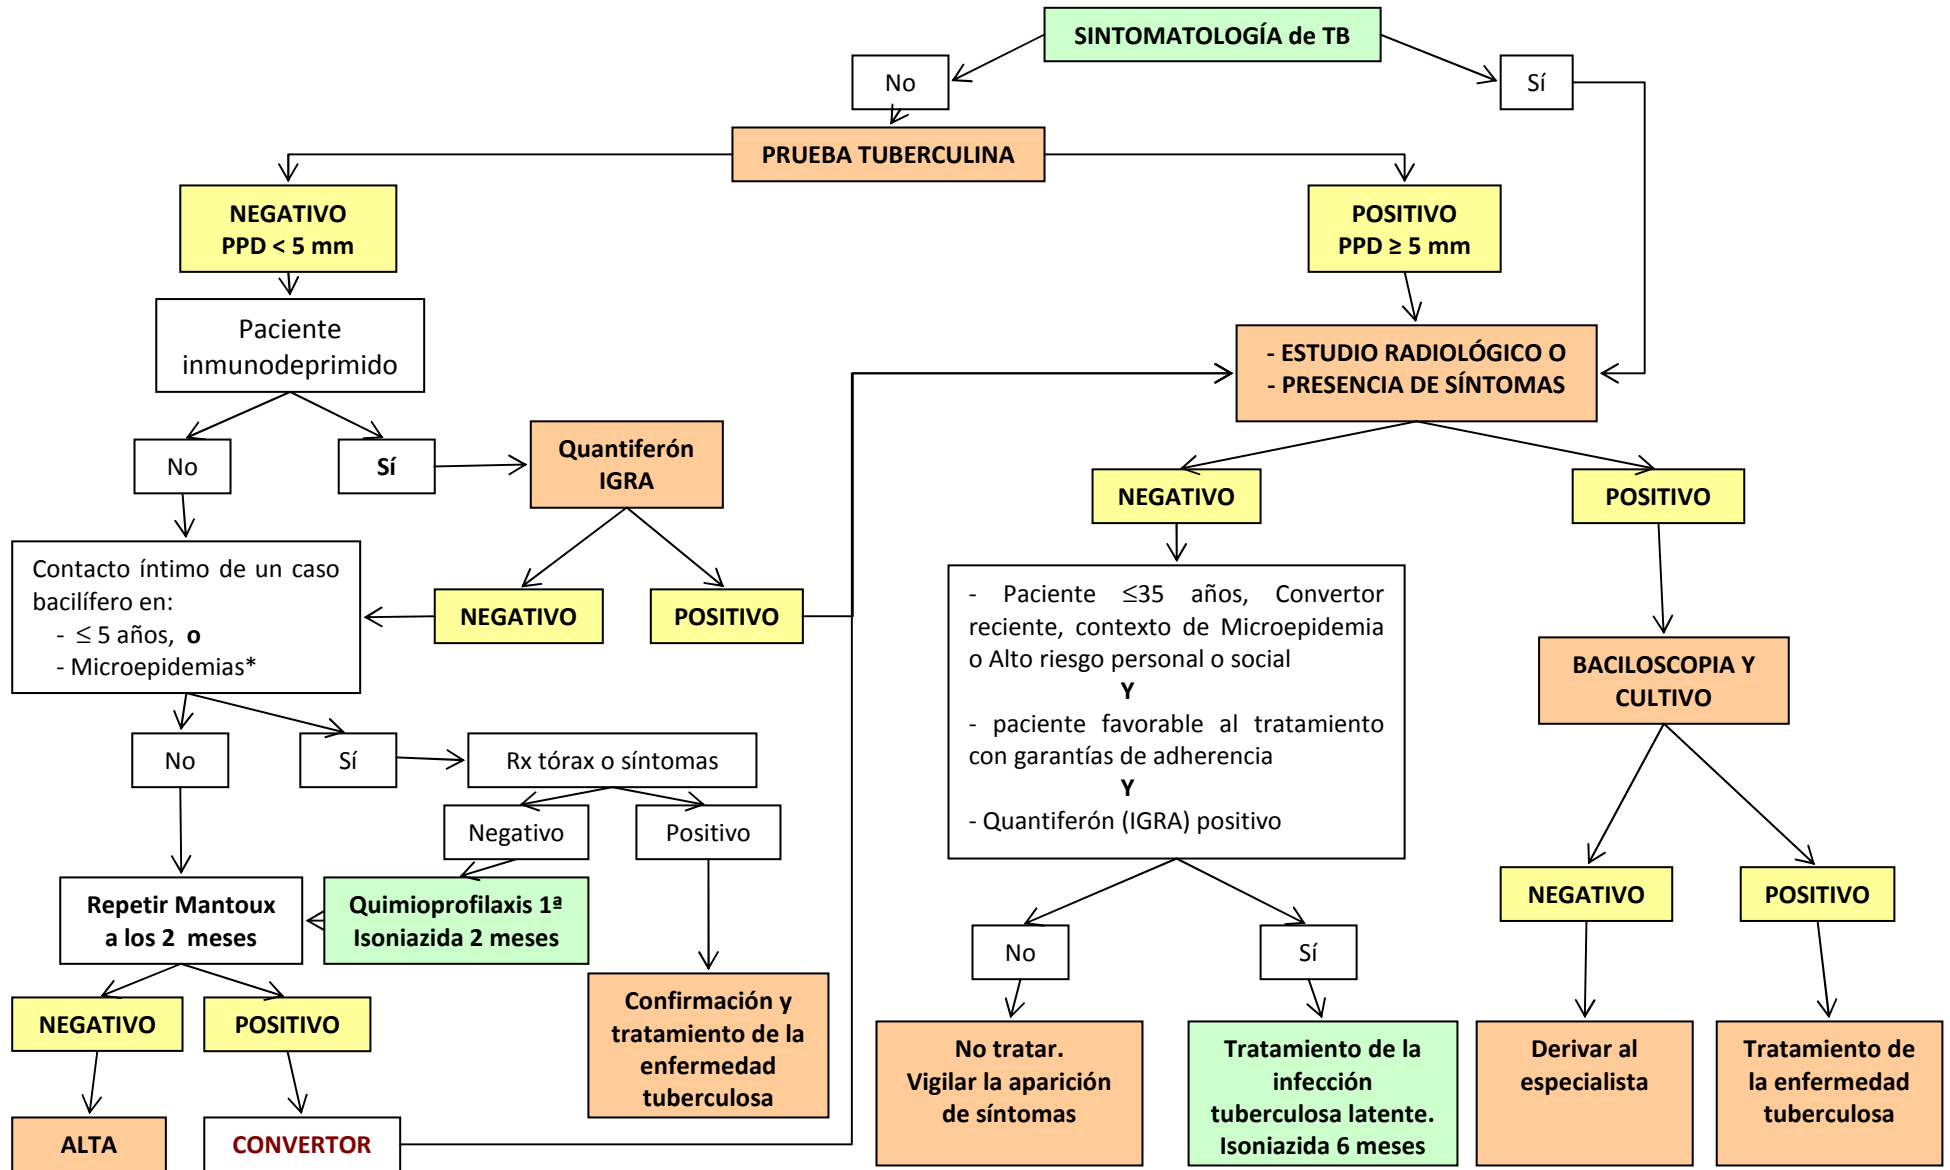 SINTOMATOLOGÍA de TB
No
Sí
PRUEBA TUBERCULINA
NEGATIVO
PPD < 5 mm
POSITIVO
PPD ≥ 5 mm
Paciente
inmunodeprimido
- ESTUDIO RADIOLÓGICO O
- PRESENCIA DE SÍNTOMAS
No
Sí
Quantiferón
IGRA
NEGATIVO
POSITIVO
Contacto íntimo de un caso
bacilífero en:
- ≤ 5 años, o
- Microepidemias*
NEGATIVO
POSITIVO
- Paciente ≤35 años, Convertor
reciente, contexto de Microepidemia
o Alto riesgo personal o social
Y
- paciente favorable al tratamiento
con garantías de adherencia
Y
- Quantiferón (IGRA) positivo
BACILOSCOPIA Y
CULTIVO
No
Sí
Rx tórax o síntomas
Negativo
Positivo
Repetir Mantoux
a los 2 meses
Quimioprofilaxis 1ª
Isoniazida 2 meses
NEGATIVO
POSITIVO
No
Sí
NEGATIVO
POSITIVO
Confirmación y
tratamiento de la
enfermedad
tuberculosa
No tratar.
Vigilar la aparición
de síntomas
Tratamiento de la
infección
tuberculosa latente.
Isoniazida 6 meses
Derivar al
especialista
Tratamiento de
la enfermedad
tuberculosa
ALTA
CONVERTOR